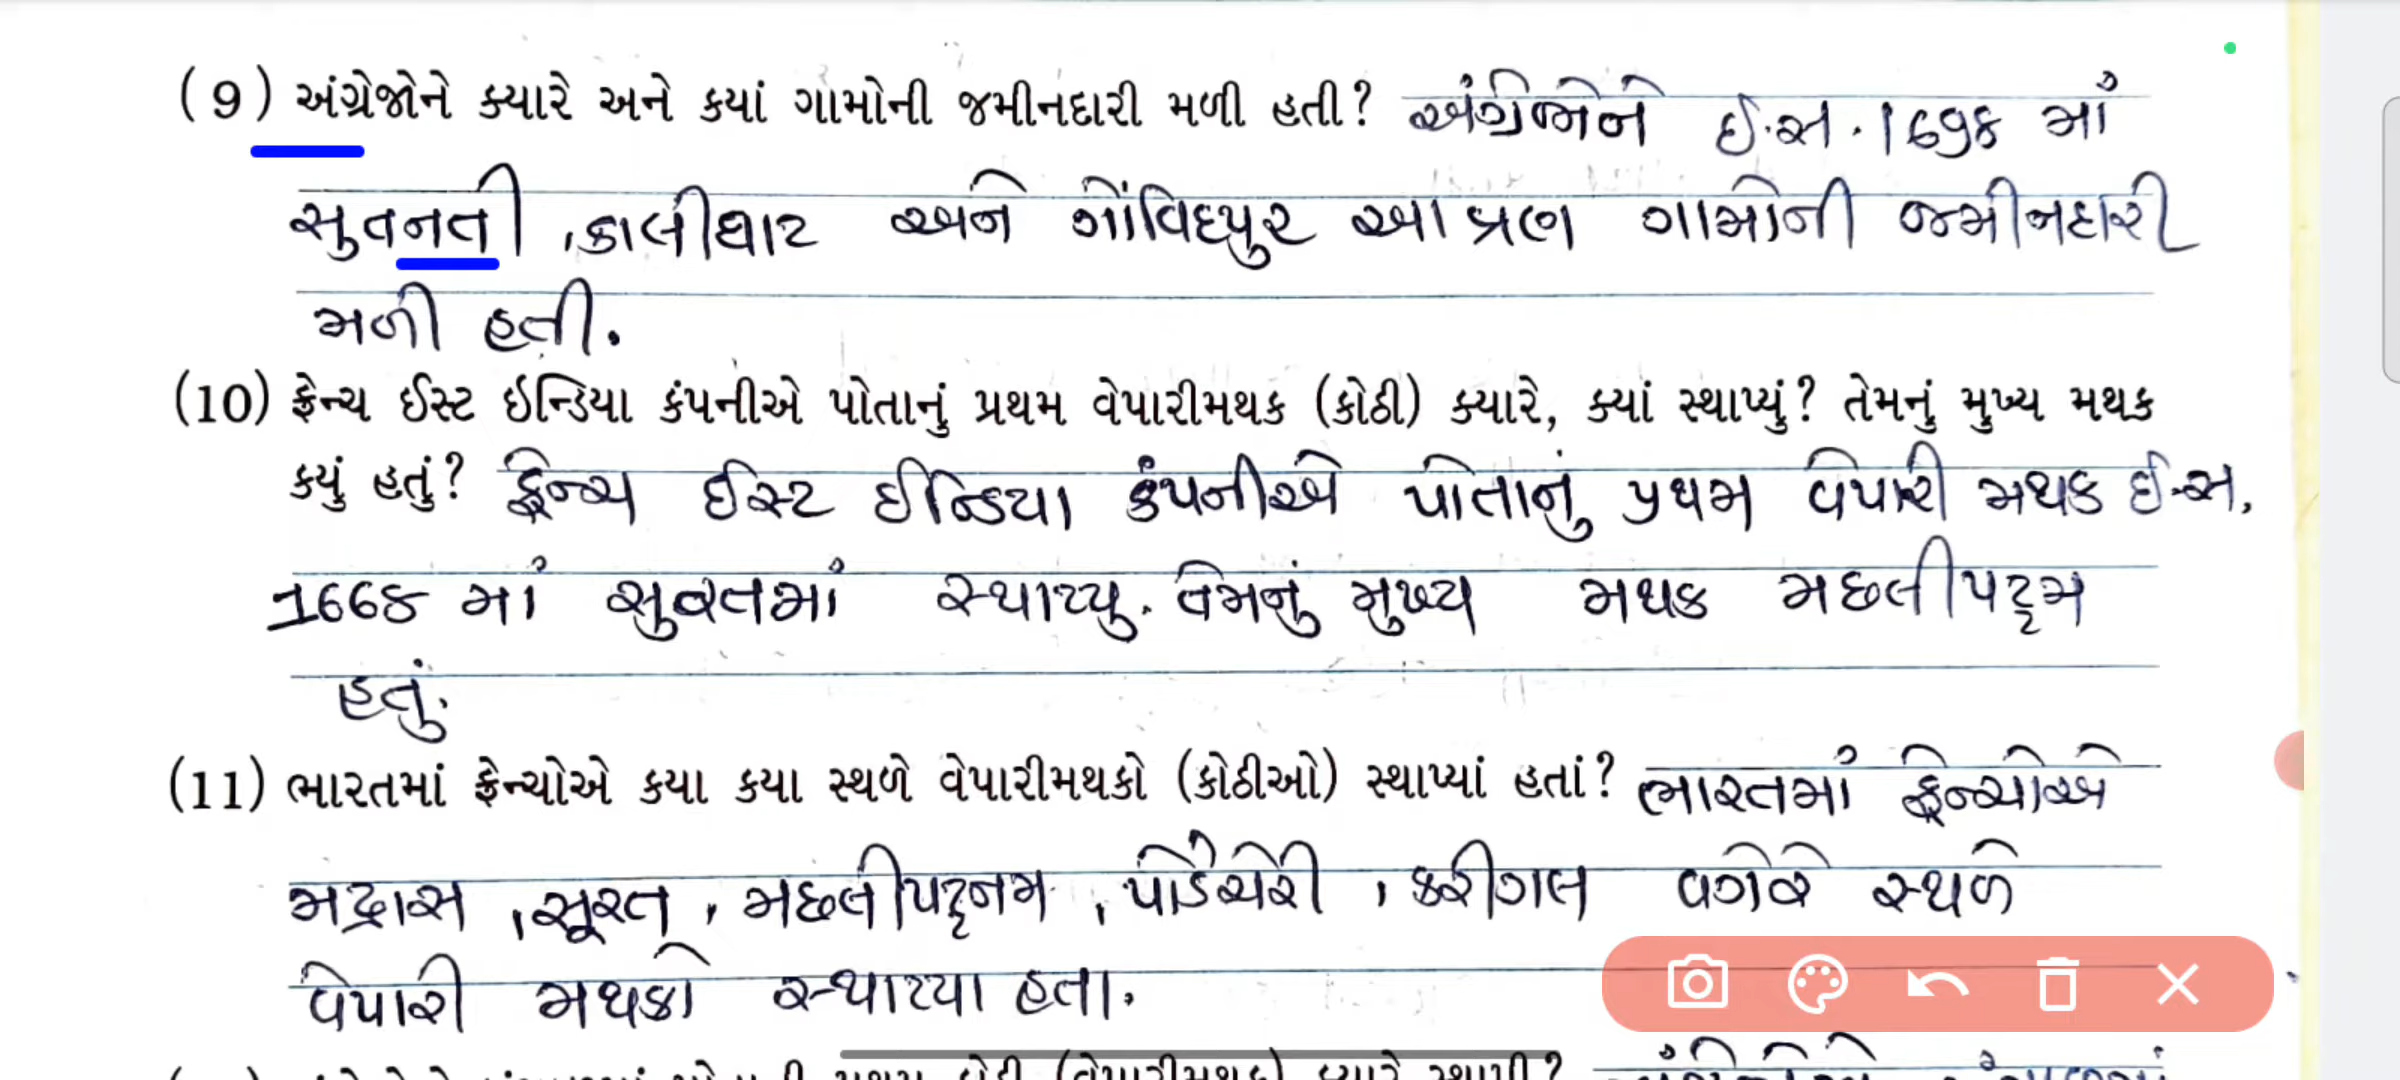 (9) અંગ્રેજોને ક્યારે અને કયાં ગામોની જમીનદારી મળી હતી? અંગ્રેજોને ઈ.સ. 1698 માં
સુતનતી, કાલીઘાટ અને ગોવિંદપુર આ ત્રણ ગામોની જમીનદારી
મળી હતી.
(10) ફ્રેન્ચ ઈસ્ટ ઇન્ડિયા કંપનીએ પોતાનું પ્રથમ વેપારીમથક (કોઠી) ક્યારે, ક્યાં સ્થાપ્યું? તેમનું મુખ્ય મથક
કયું હતું? ફ્રેન્ચ ઈસ્ટ ઈન્ડિયા કંપનીએ પોતાનું પ્રથમ વેપારી મથક ઈ.સ.
1668 માં સુરતમાં સ્થાપ્યુ. તેમનું મુખ્ય મથક મછલીપટ્ટમ
હતું.
(11) ભારતમાં ફ્રેન્ચોએ કયા કયા સ્થળે વેપારીમથકો (કોઠીઓ) સ્થાપ્યાં હતાં? ભારતમાં ફ્રેન્ચોએ
મદ્રાસ, સૂરત, મછલીપટ્ટનમ, પોંડેચેરી, કરીગલ વગેરે સ્થળે
વેપારી મથકો સ્થાપ્યા હતા.